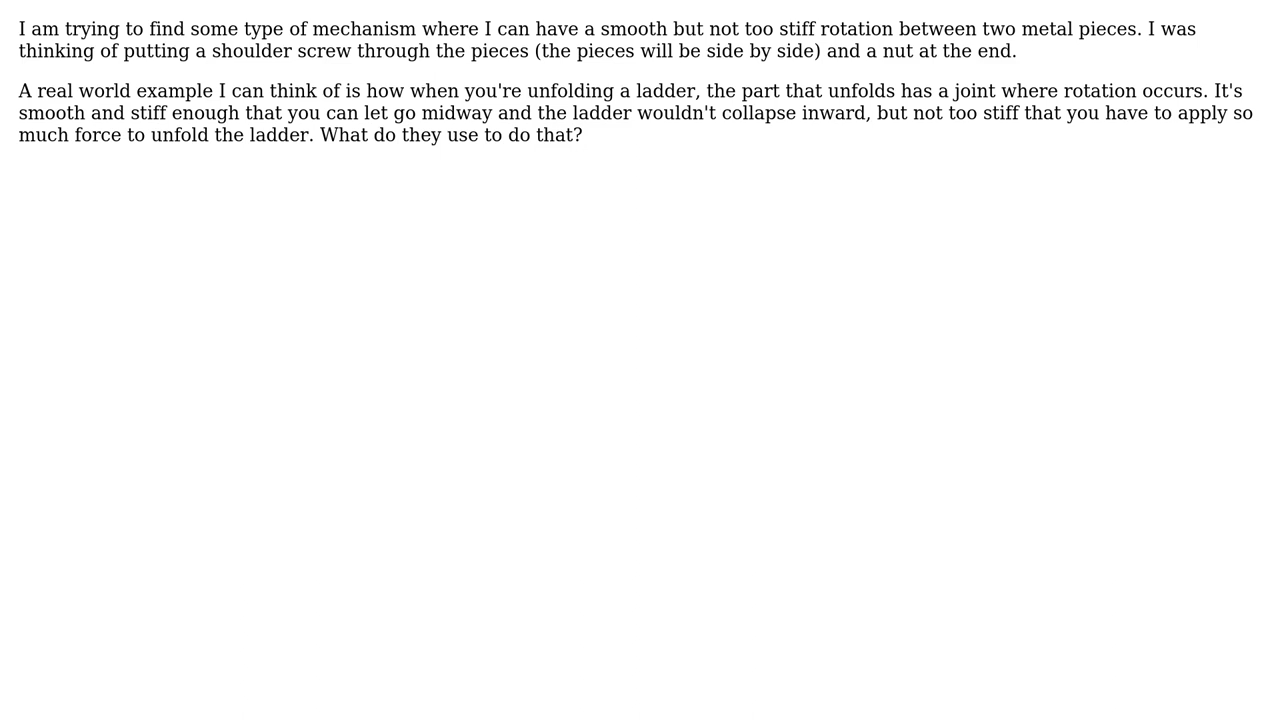 I am trying to find some type of mechanism where I can have a smooth but not too stiff rotation between two metal pieces. I was
thinking of putting a shoulder screw through the pieces (the pieces will be side by side) and a nut at the end.
A real world example I can think of is how when you're unfolding a ladder, the part that unfolds has a joint where rotation occurs. It's
smooth and stiff enough that you can let go midway and the ladder wouldn't collapse inward, but not too stiff that you have to apply so
much force to unfold the ladder. What do they use to do that?